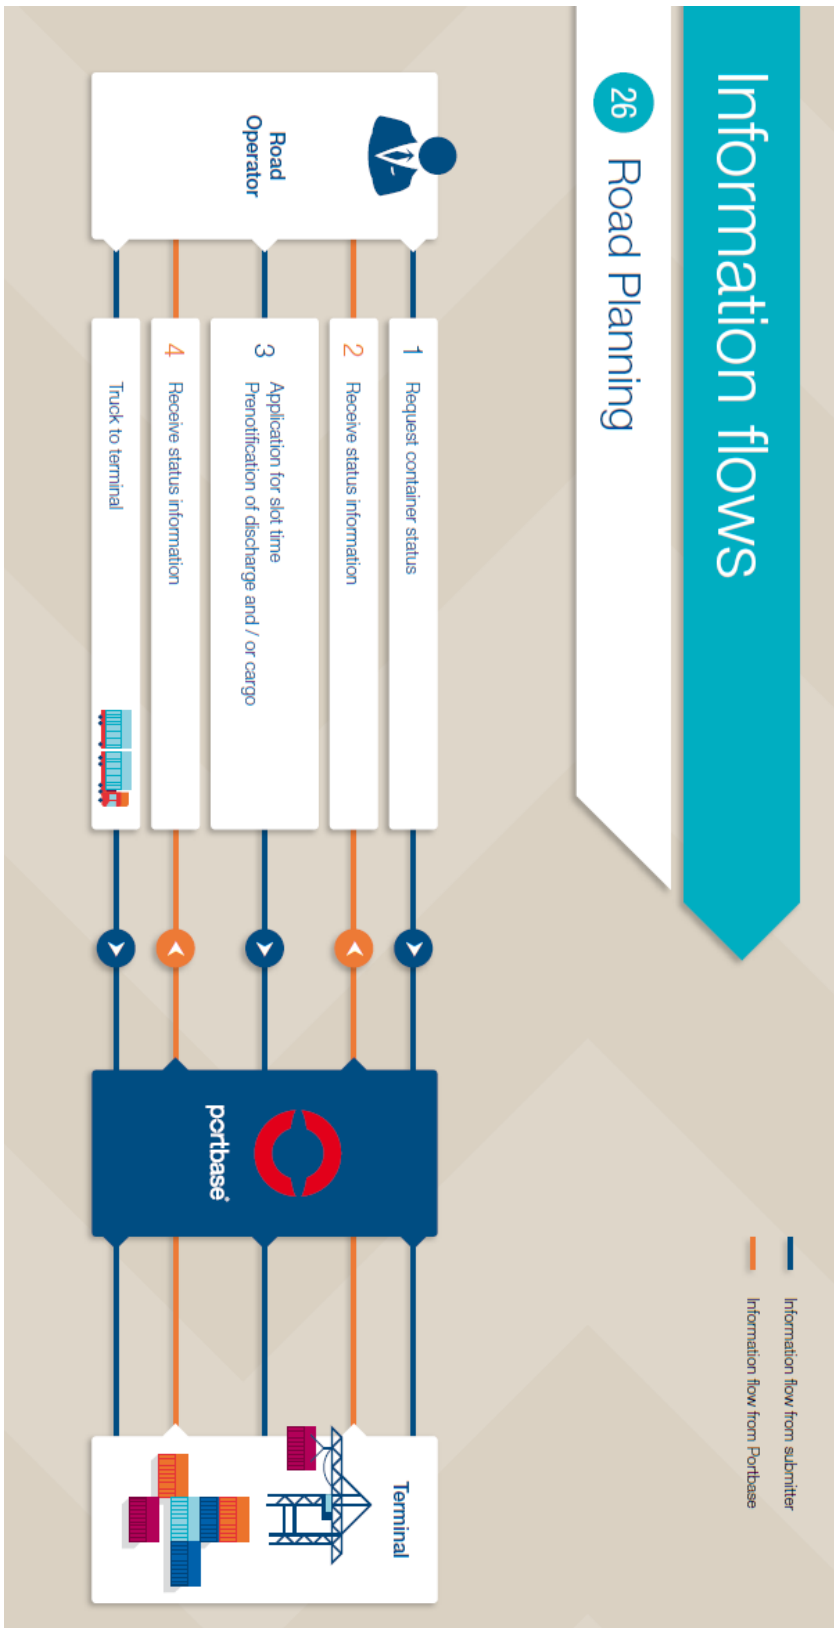 Information flows
26 Road Planning
Information flow from submitter
Information flow from Portbase
Road
Operator
1 Request container status
2 Receive status information
3 Application for slot time
Prenotification of discharge and / or cargo
4 Receive status information
Truck to terminal
portbase®
Terminal